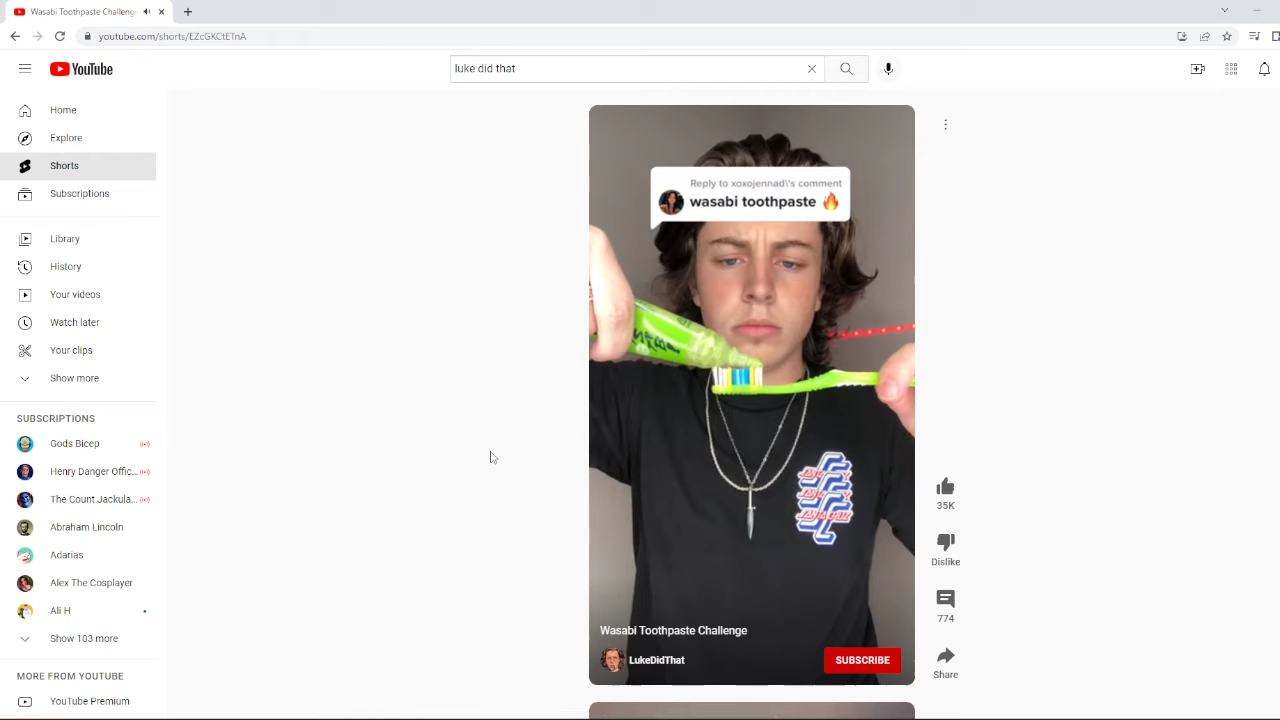 Wasabi Toothpaste Challeng
youtube.com/shorts/EZcGKCtETnA
YouTube
luke did that
Home
Explore
Shorts
Subscriptions
Library
History
Your videos
Watch later
Your clips
Show more
SUBSCRIPTIONS
Gods Bicep
Henry Danger Offic...
The Count Jackula...
Abraham Lincoln
Adarias
Alex The Cosplayer
Ali H
Show 103 more
MORE FROM YOUTUBE
YouTube Premium
Reply to xoxojennad\'s comment
wasabi toothpaste 🔥
Wasabi Toothpaste Challenge
LukeDidThat
SUBSCRIBE
35K
Dislike
774
Share